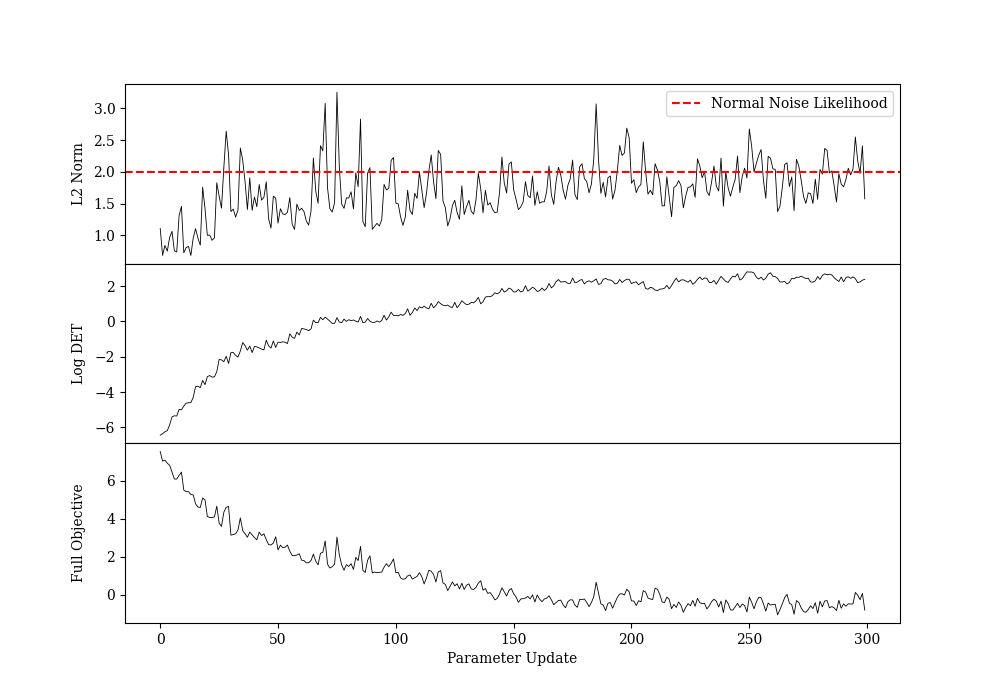 Normal Noise Likelihood
L2 Norm
3.0
2.5
2.0
1.5
1.0
Log DET
2
0
−2
−4
−6
Full Objective
6
4
2
0
0 50 100 150 200 250 300
Parameter Update